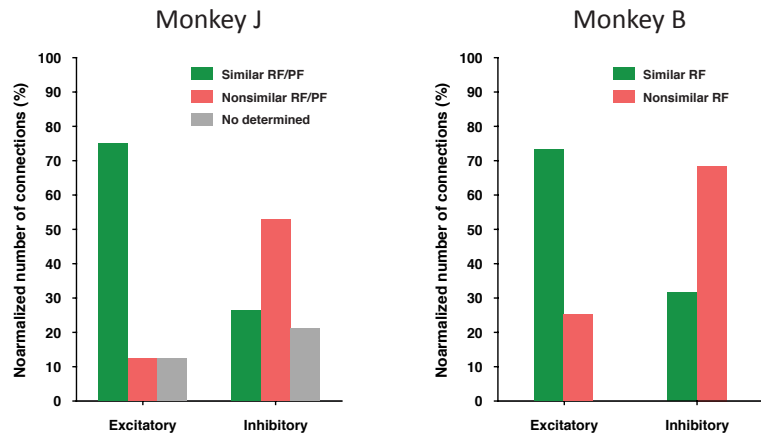 Monkey J
Similar RF/PF
Nonsimilar RF/PF
No determined
Noarmalized number of connections (%)
100
90
80
70
60
50
40
30
20
10
0
Excitatory
Inhibitory
Monkey B
Similar RF
Nonsimilar RF
Noarmalized number of connections (%)
100
90
80
70
60
50
40
30
20
10
0
Excitatory
Inhibitory